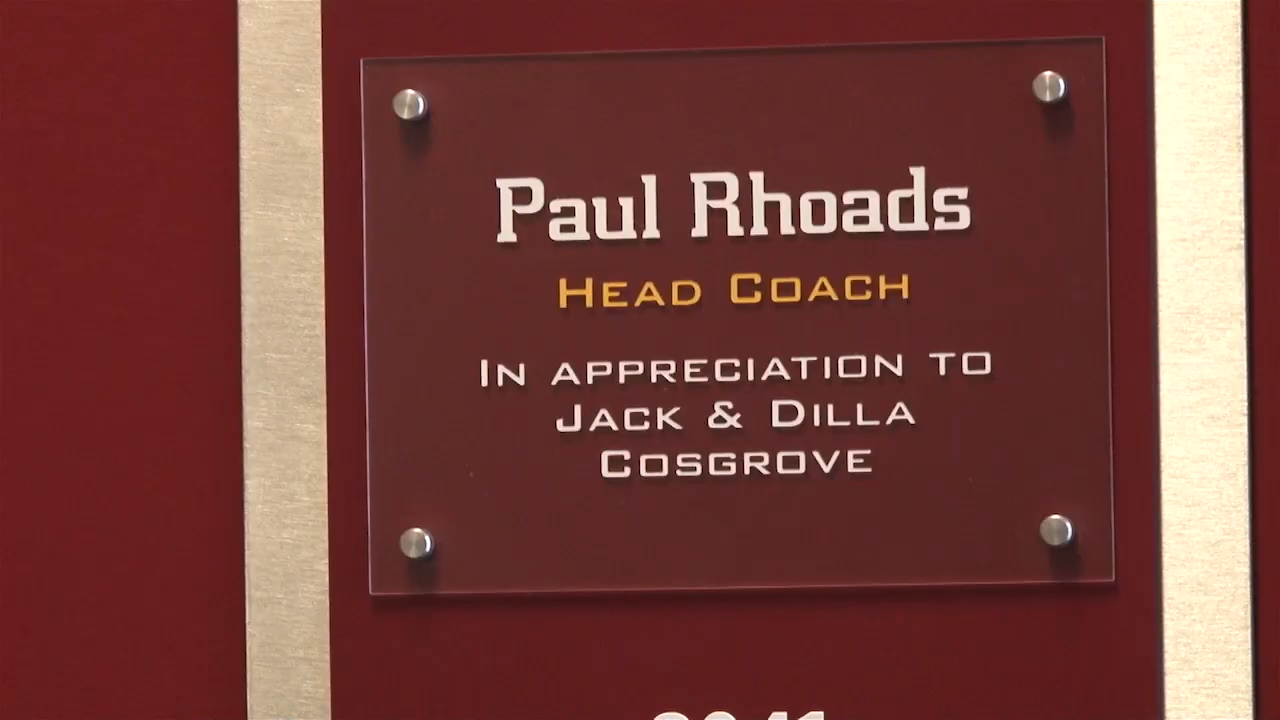 Paul Rhoads
HEAD COACH
IN APPRECIATION TO
JACK & DILLA
COSGROVE